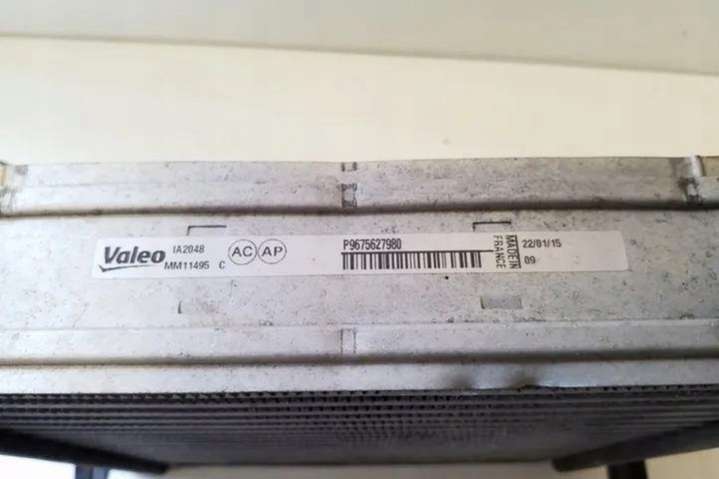 Valeo
IA2048
MM11495 C
AC AP
P9675627980
MADE IN
FRANCE
22/01/15
09